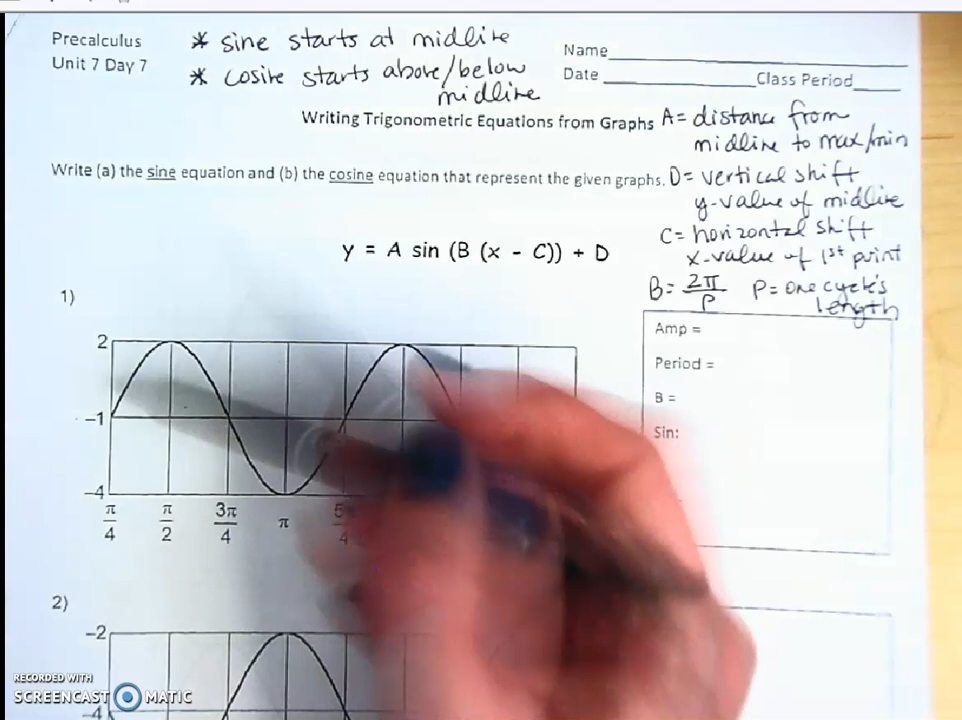 Precalculus
Unit 7 Day 7
* sine starts at midline
* cosine starts above/below
midline
Name
Date Class Period
Writing Trigonometric Equations from Graphs
A = distance from
midline to max/min
Write (a) the sine equation and (b) the cosine equation that represent the given graphs.
D = vertical shift
y-value of midline
C = horizontal shift
x-value of 1st point
y = A sin (B (x - C)) + D
B = 2π/P P = one cycle's
length
1)
Amp =
Period =
B =
Sin:
2
-1
-4
π/4 π/2 3π/4 π
2)
-2
-4
RECORDED WITH
SCREENCAST MATIC